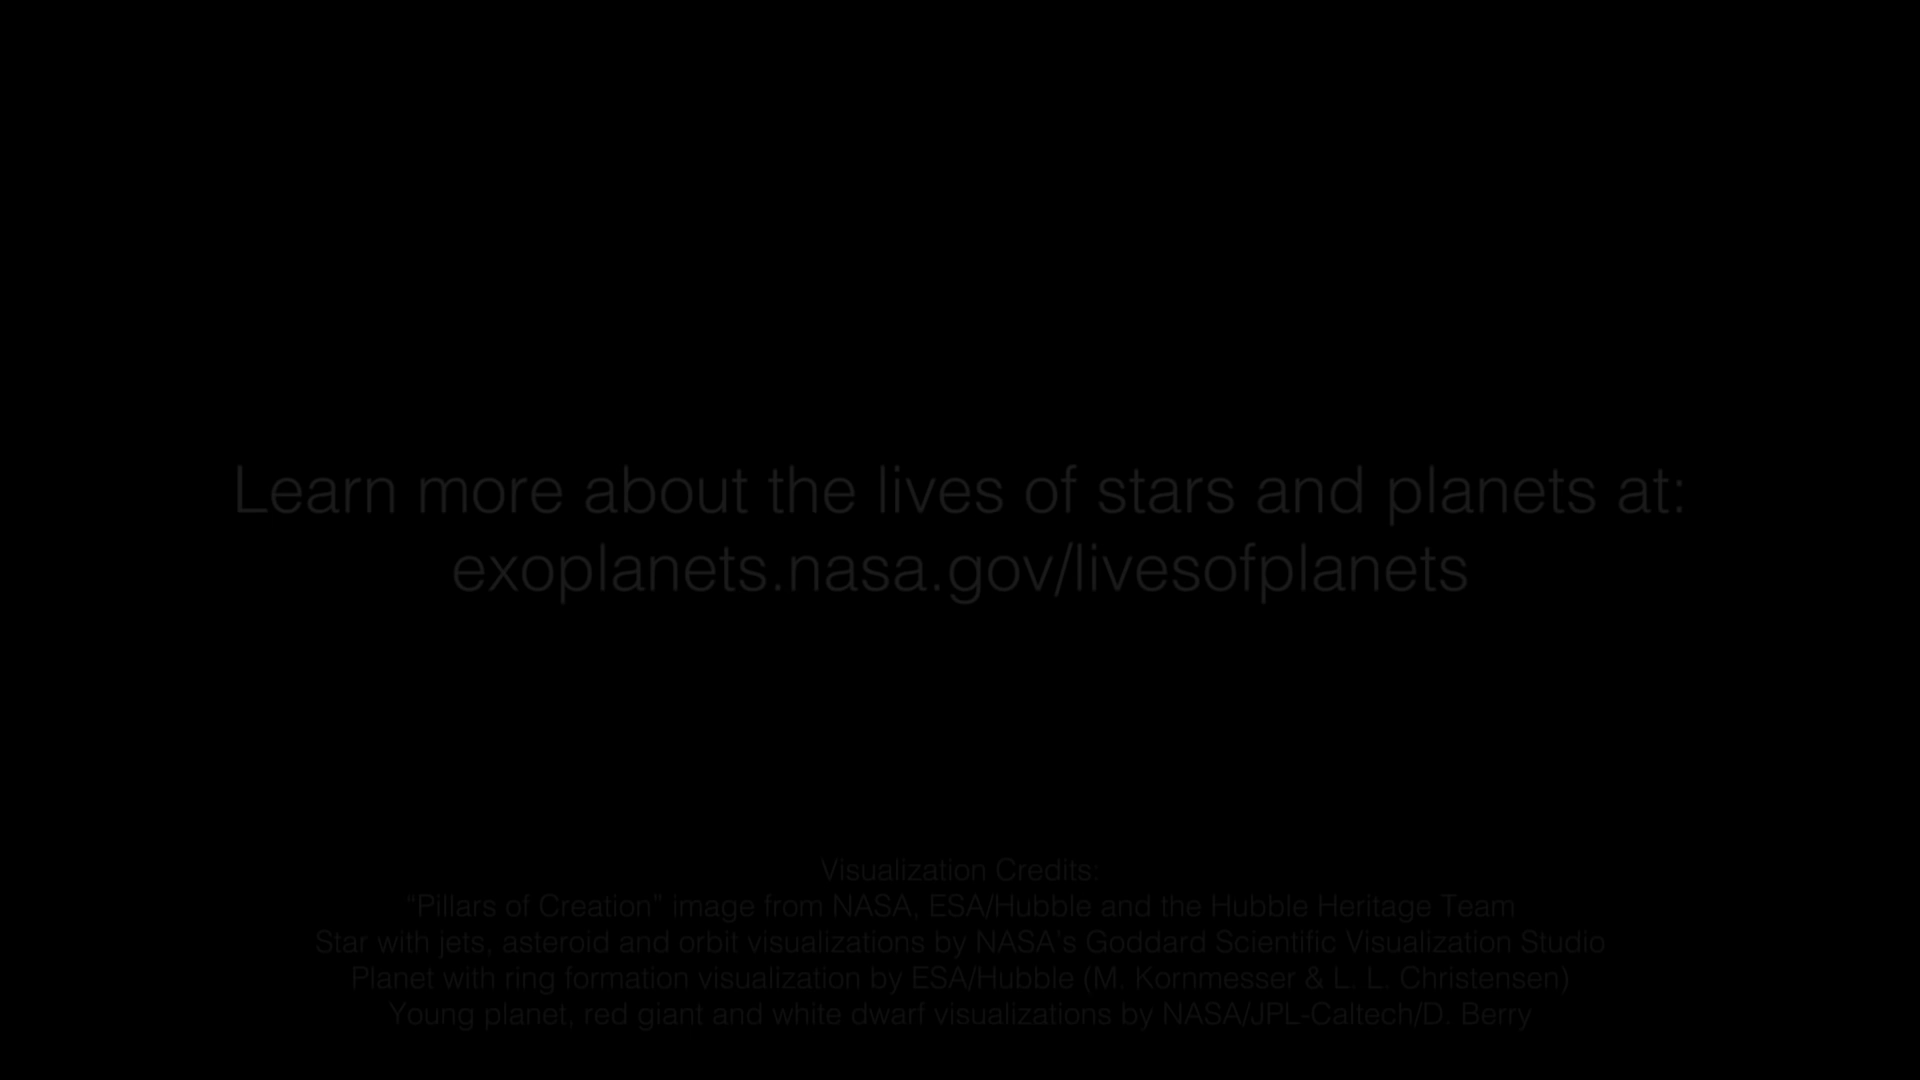 Learn more about the lives of stars and planets at:
exoplanets.nasa.gov/livesofplanets
Visualization Credits:
“Pillars of Creation” image from NASA, ESA/Hubble and the Hubble Heritage Team
Star with jets, asteroid and orbit visualizations by NASA’s Goddard Scientific Visualization Studio
Planet with ring formation visualization by ESA/Hubble (M. Kornmesser & L. L. Christensen)
Young planet, red giant and white dwarf visualizations by NASA/JPL-Caltech/D. Berry